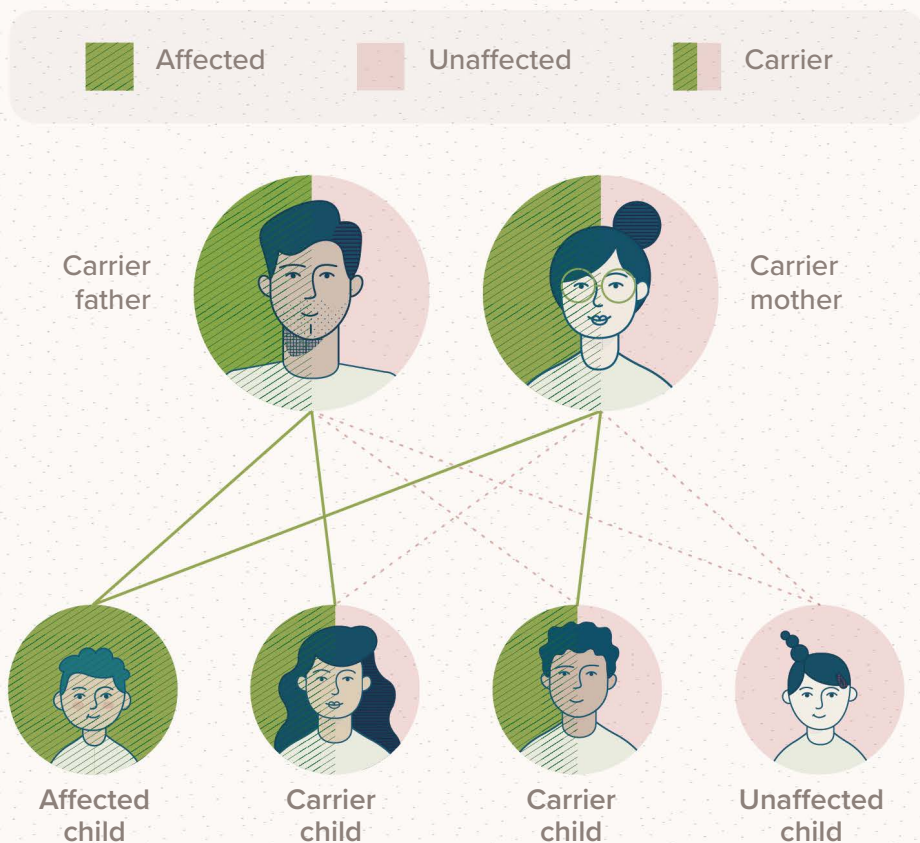 Affected
Unaffected
Carrier
Carrier
father
Carrier
mother
Affected
child
Carrier
child
Carrier
child
Unaffected
child